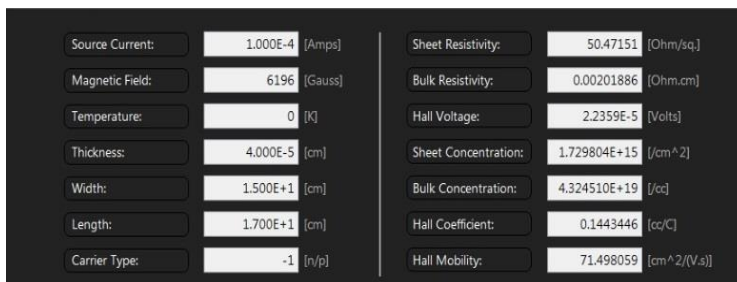 Source Current: 1.000E-4 [Amps] Sheet Resistivity: 50.47151 [Ohm/sq.]
Magnetic Field: 6196 [Gauss] Bulk Resistivity: 0.00201886 [Ohm.cm]
Temperature: 0 [K] Hall Voltage: 2.2359E-5 [Volts]
Thickness: 4.000E-5 [cm] Sheet Concentration: 1.729804E+15 [/cm^2]
Width: 1.500E+1 [cm] Bulk Concentration: 4.324510E+19 [/cc]
Length: 1.700E+1 [cm] Hall Coefficient: 0.1443446 [cc/C]
Carrier Type: -1 [n/p] Hall Mobility: 71.498059 [cm^2/(V.s)]